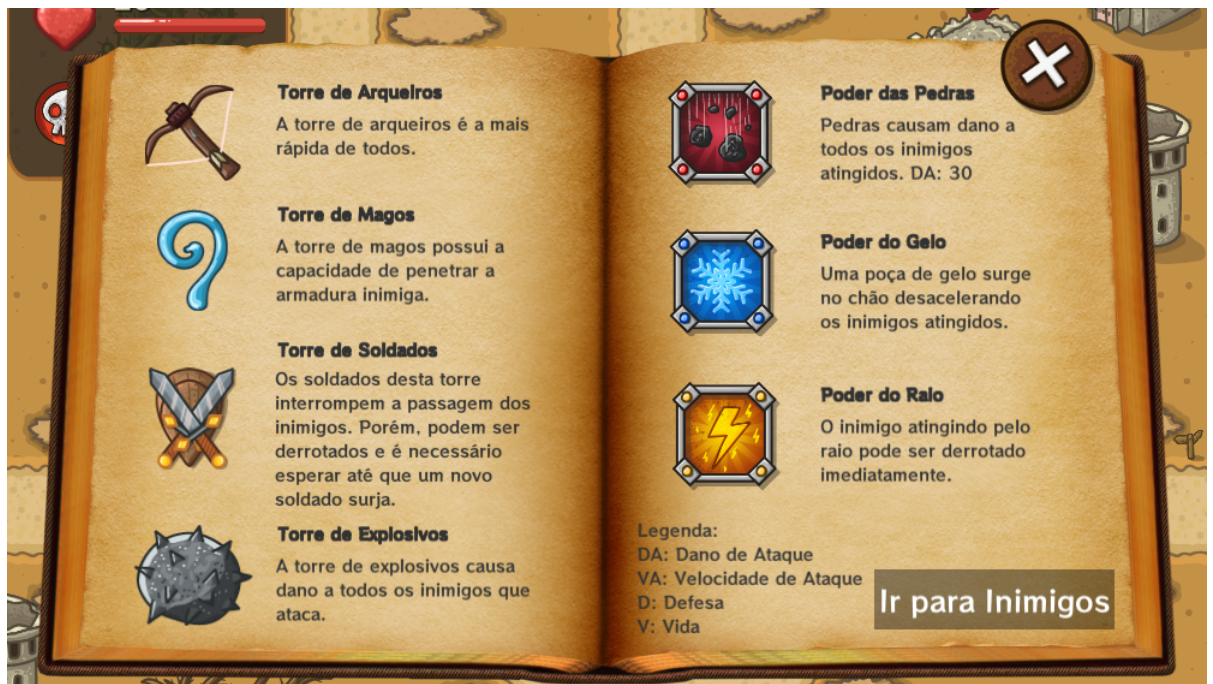 Torre de Arqueiros
A torre de arqueiros é a mais
rápida de todos.
Torre de Magos
A torre de magos possui a
capacidade de penetrar a
armadura inimiga.
Torre de Soldados
Os soldados desta torre
interrompem a passagem dos
inimigos. Porém, podem ser
derrotados e é necessário
esperar até que um novo
soldado surja.
Torre de Explosivos
A torre de explosivos causa
dano a todos os inimigos que
ataca.
Poder das Pedras
Pedras causam dano a
todos os inimigos
atingidos. DA: 30
Poder do Gelo
Uma poça de gelo surge
no chão desacelerando
os inimigos atingidos.
Poder do Raio
O inimigo atingindo pelo
raio pode ser derrotado
imediatamente.
Legenda:
DA: Dano de Ataque
VA: Velocidade de Ataque
D: Defesa
V: Vida
Ir para Inimigos